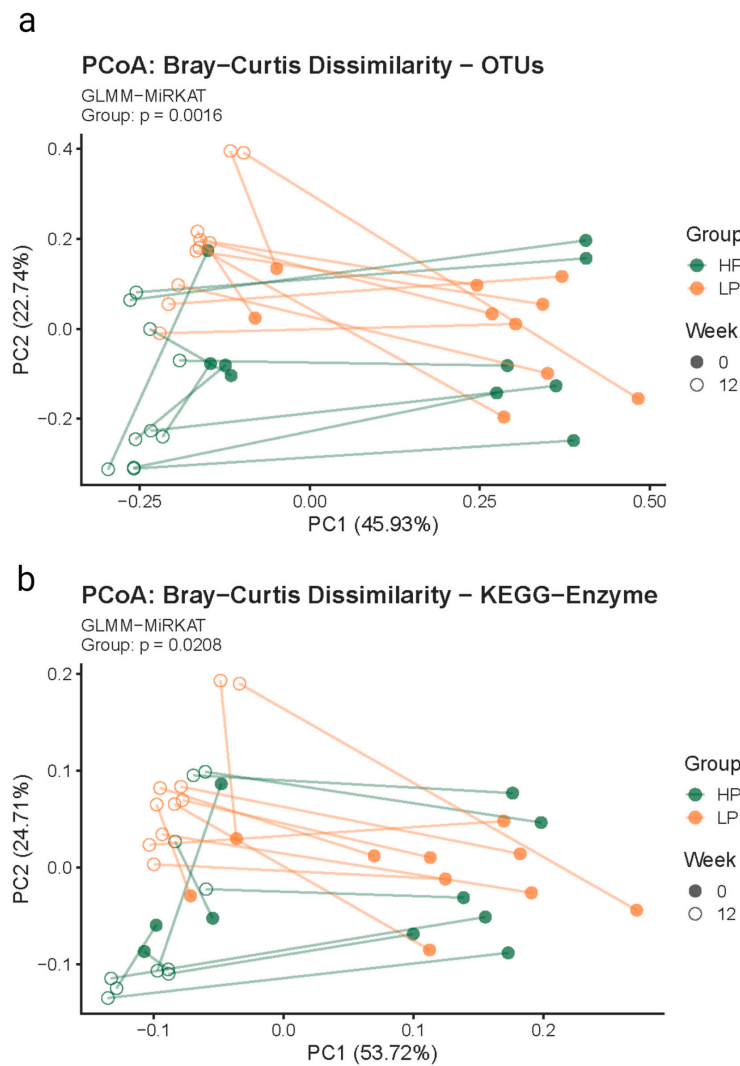 a
PCoA: Bray−Curtis Dissimilarity − OTUs
GLMM−MiRKAT
Group: p = 0.0016
0.4
0.2
0.0
−0.2
PC2 (22.74%)
−0.25
0.00
0.25
0.50
PC1 (45.93%)
Group
HP
LP
Week
0
12
b
PCoA: Bray−Curtis Dissimilarity − KEGG−Enzyme
GLMM−MiRKAT
Group: p = 0.0208
0.2
0.1
0.0
−0.1
PC2 (24.71%)
−0.1
0.0
0.1
0.2
PC1 (53.72%)
Group
HP
LP
Week
0
12